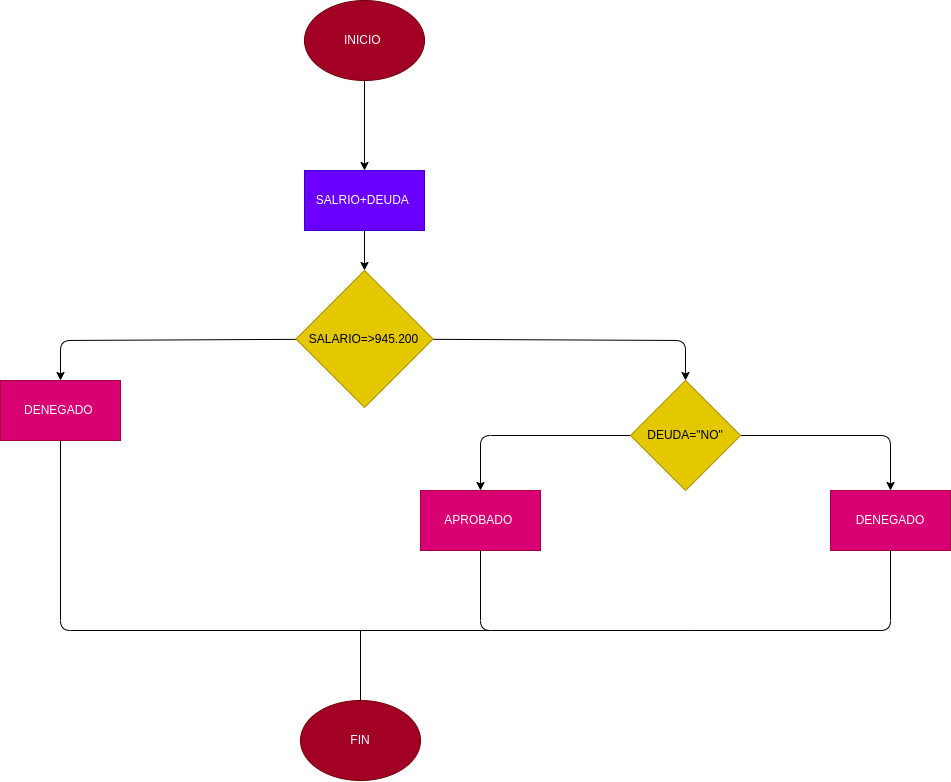 INICIO
SALRIO+DEUDA
SALARIO=>945.200
DENEGADO
DEUDA="NO"
APROBADO
DENEGADO
FIN